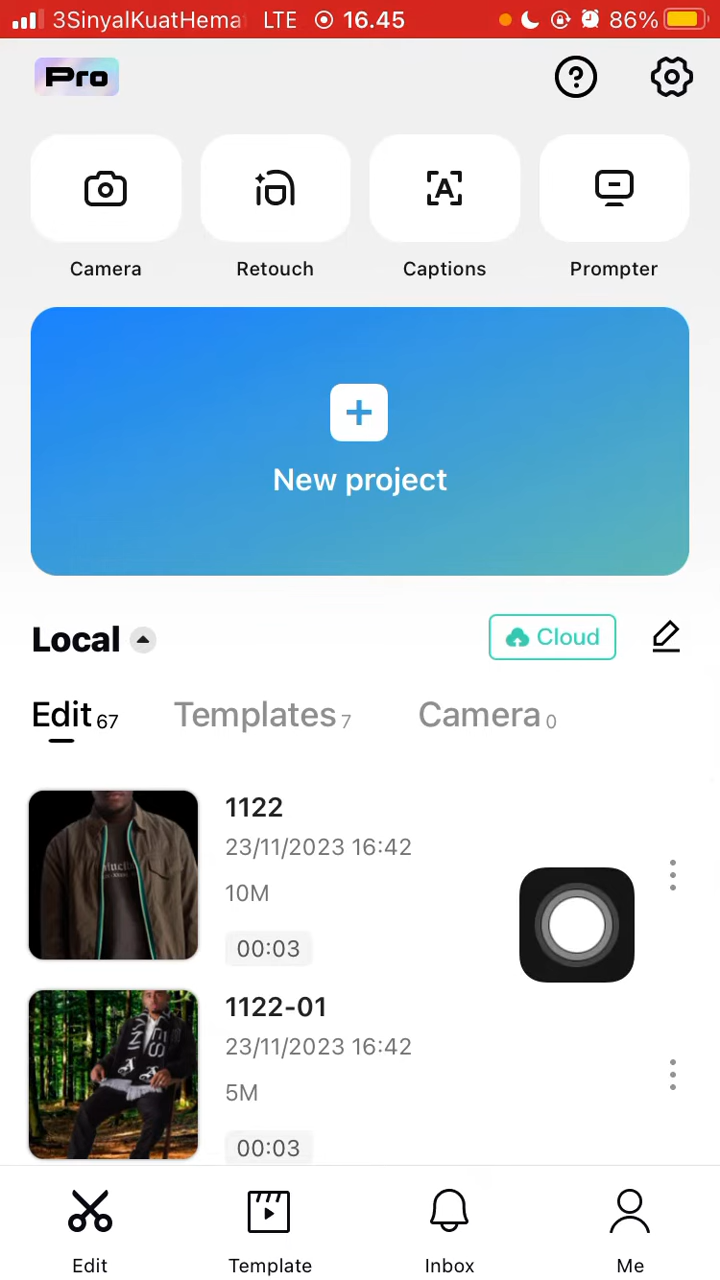 3SinyalKuatHema LTE 16.45 86%
Pro
Camera Retouch Captions Prompter
New project
Local Cloud
Edit 67 Templates 7 Camera 0
1122
23/11/2023 16:42
10M
00:03
1122-01
23/11/2023 16:42
5M
00:03
Edit Template Inbox Me